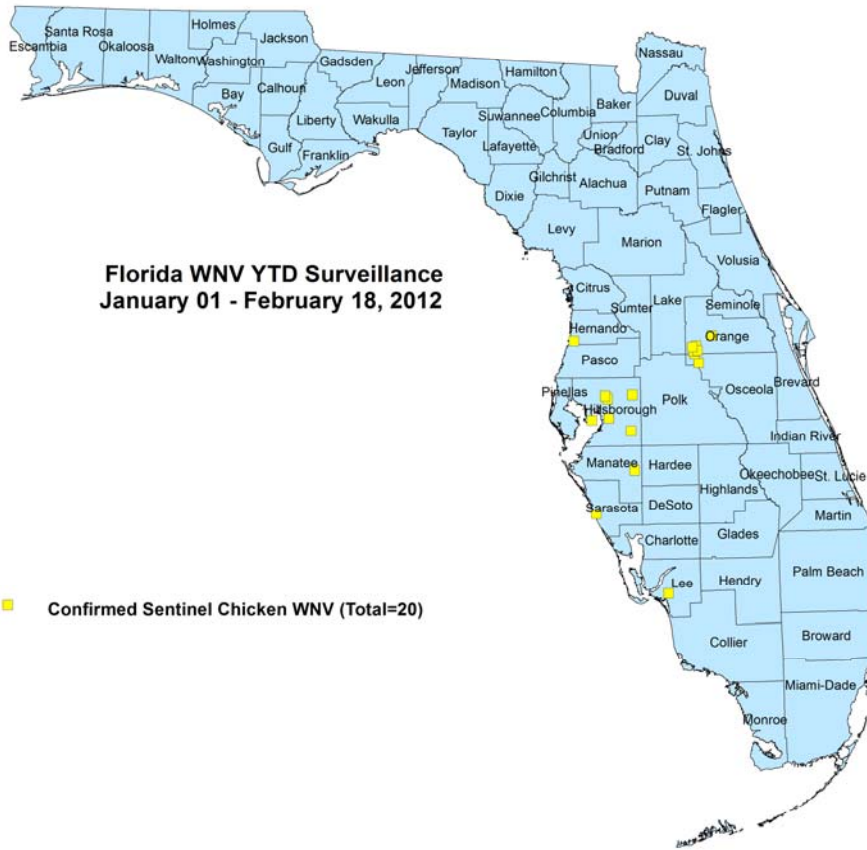 Holmes
Santa Rosa
Jackson
Escambia
Okaloosa
Walton
Washington
Gadsden
Jefferson
Hamilton
Nassau
Leon
Madison
Bay
Calhoun
Baker
Duval
Liberty
Wakulla
Suwannee
Columbia
Taylor
Union
Clay
Gulf
Lafayette
Bradford
St. Johns
Franklin
Gilchrist
Alachua
Putnam
Dixie
Flagler
Levy
Marion
Volusia
Florida WNV YTD Surveillance
January 01 - February 18, 2012
Citrus
Lake
Sumter
Seminole
Hernando
Orange
Pasco
Pinellas
Osceola
Brevard
Polk
Hillsborough
Indian River
Manatee
Hardee
Okeechobee
St. Lucie
Highlands
Sarasota
DeSoto
Martin
Charlotte
Glades
Palm Beach
Lee
Hendry
Confirmed Sentinel Chicken WNV (Total=20)
Collier
Broward
Miami-Dade
Monroe